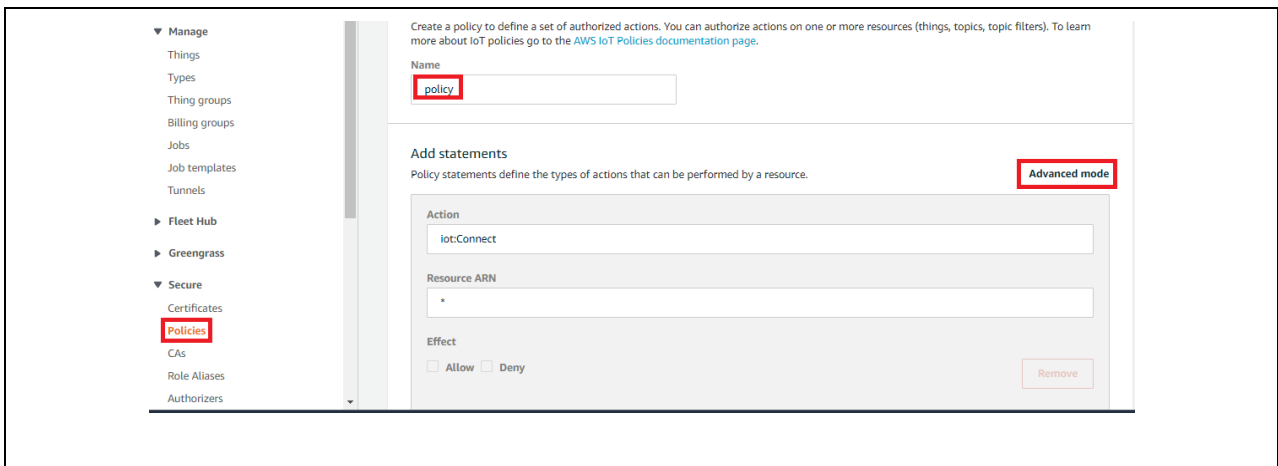 Manage
Things
Types
Thing groups
Billing groups
Jobs
Job templates
Tunnels
Fleet Hub
Greengrass
Secure
Certificates
Policies
CAs
Role Aliases
Authorizers
Create a policy to define a set of authorized actions. You can authorize actions on one or more resources (things, topics, topic filters). To learn
more about IoT policies go to the AWS IoT Policies documentation page.
Name
policy
Add statements
Policy statements define the types of actions that can be performed by a resource.
Advanced mode
Action
iot:Connect
Resource ARN
*
Effect
Allow Deny
Remove